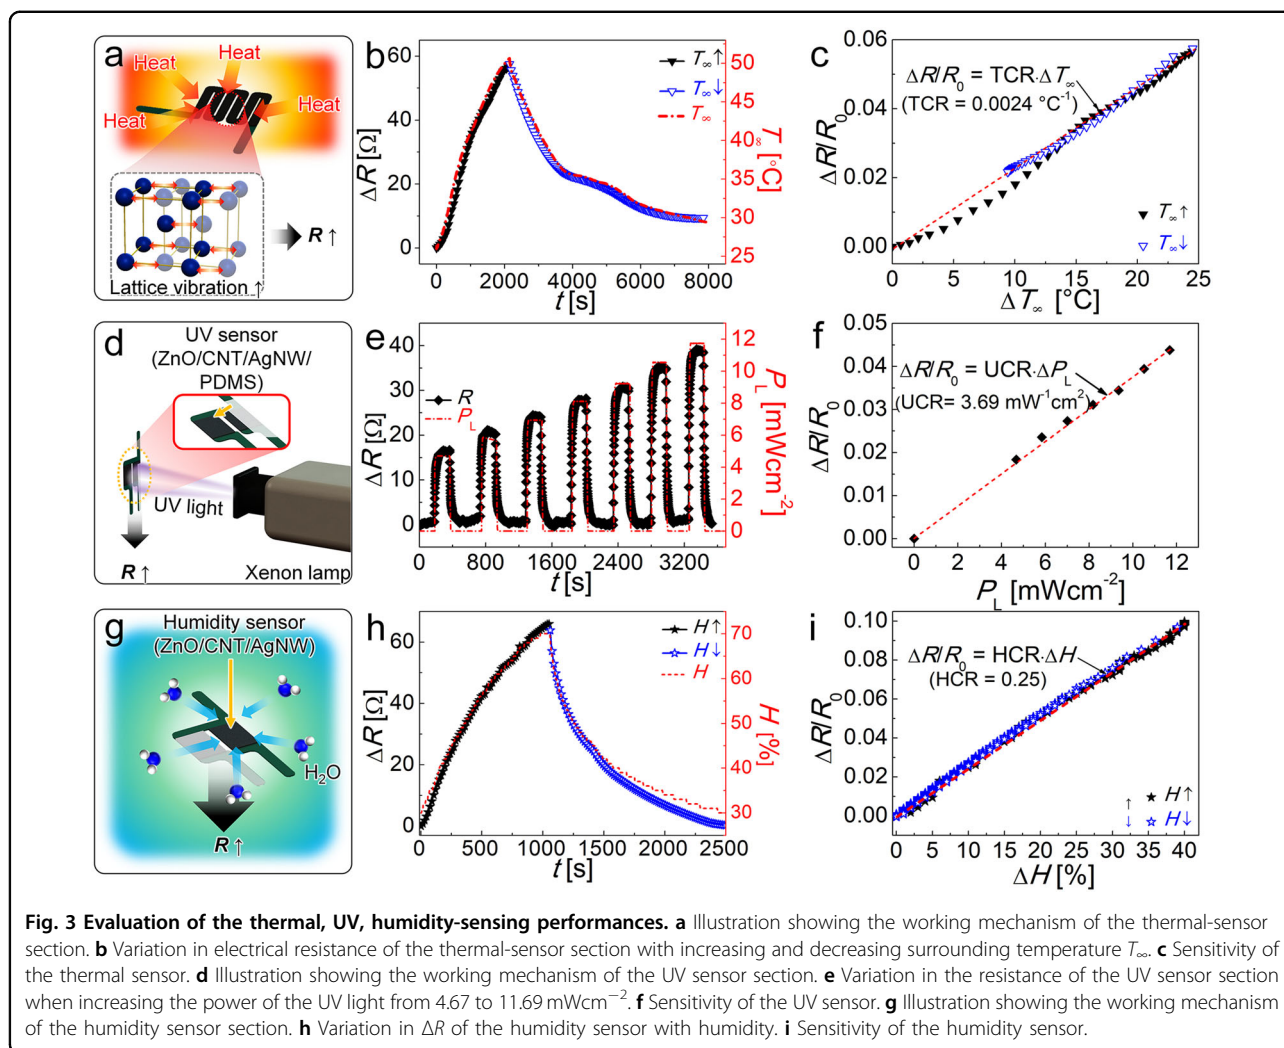 a
Heat
Heat
Heat
Heat
Lattice vibration ↑
R ↑
b
60
40
20
0
ΔR [Ω]
T∞↑
T∞↓
T∞
50
45
40
35
30
25
T∞ [°C]
0 2000 4000 6000 8000
t [s]
c
0.06
0.04
0.02
0.00
ΔR/R0
ΔR/R0 = TCR·ΔT∞
(TCR = 0.0024 °C-1)
T∞↑
T∞↓
0 5 10 15 20 25
ΔT∞ [°C]
d
UV sensor
(ZnO/CNT/AgNW/
PDMS)
UV light
R ↑
Xenon lamp
e
40
30
20
10
0
ΔR [Ω]
R
PL
12
10
8
6
4
2
0
PL [mWcm-2]
0 800 1600 2400 3200
t [s]
f
0.05
0.04
0.03
0.02
0.01
0.00
ΔR/R0
ΔR/R0 = UCR·ΔPL
(UCR= 3.69 mW-1cm2)
0 2 4 6 8 10 12
PL [mWcm-2]
g
Humidity sensor
(ZnO/CNT/AgNW)
H2O
R ↑
h
60
40
20
0
ΔR [Ω]
H↑
H↓
H
70
60
50
40
30
H [%]
0 500 1000 1500 2000 2500
t [s]
i
0.10
0.08
0.06
0.04
0.02
0.00
ΔR/R0
ΔR/R0 = HCR·ΔH
(HCR = 0.25)
↑ H↑
↓ H↓
0 5 10 15 20 25 30 35 40
ΔH [%]
Fig. 3 Evaluation of the thermal, UV, humidity-sensing performances. a Illustration showing the working mechanism of the thermal-sensor
section. b Variation in electrical resistance of the thermal-sensor section with increasing and decreasing surrounding temperature T∞. c Sensitivity of
the thermal sensor. d Illustration showing the working mechanism of the UV sensor section. e Variation in the resistance of the UV sensor section
when increasing the power of the UV light from 4.67 to 11.69 mWcm−2. f Sensitivity of the UV sensor. g Illustration showing the working mechanism
of the humidity sensor section. h Variation in ΔR of the humidity sensor with humidity. i Sensitivity of the humidity sensor.